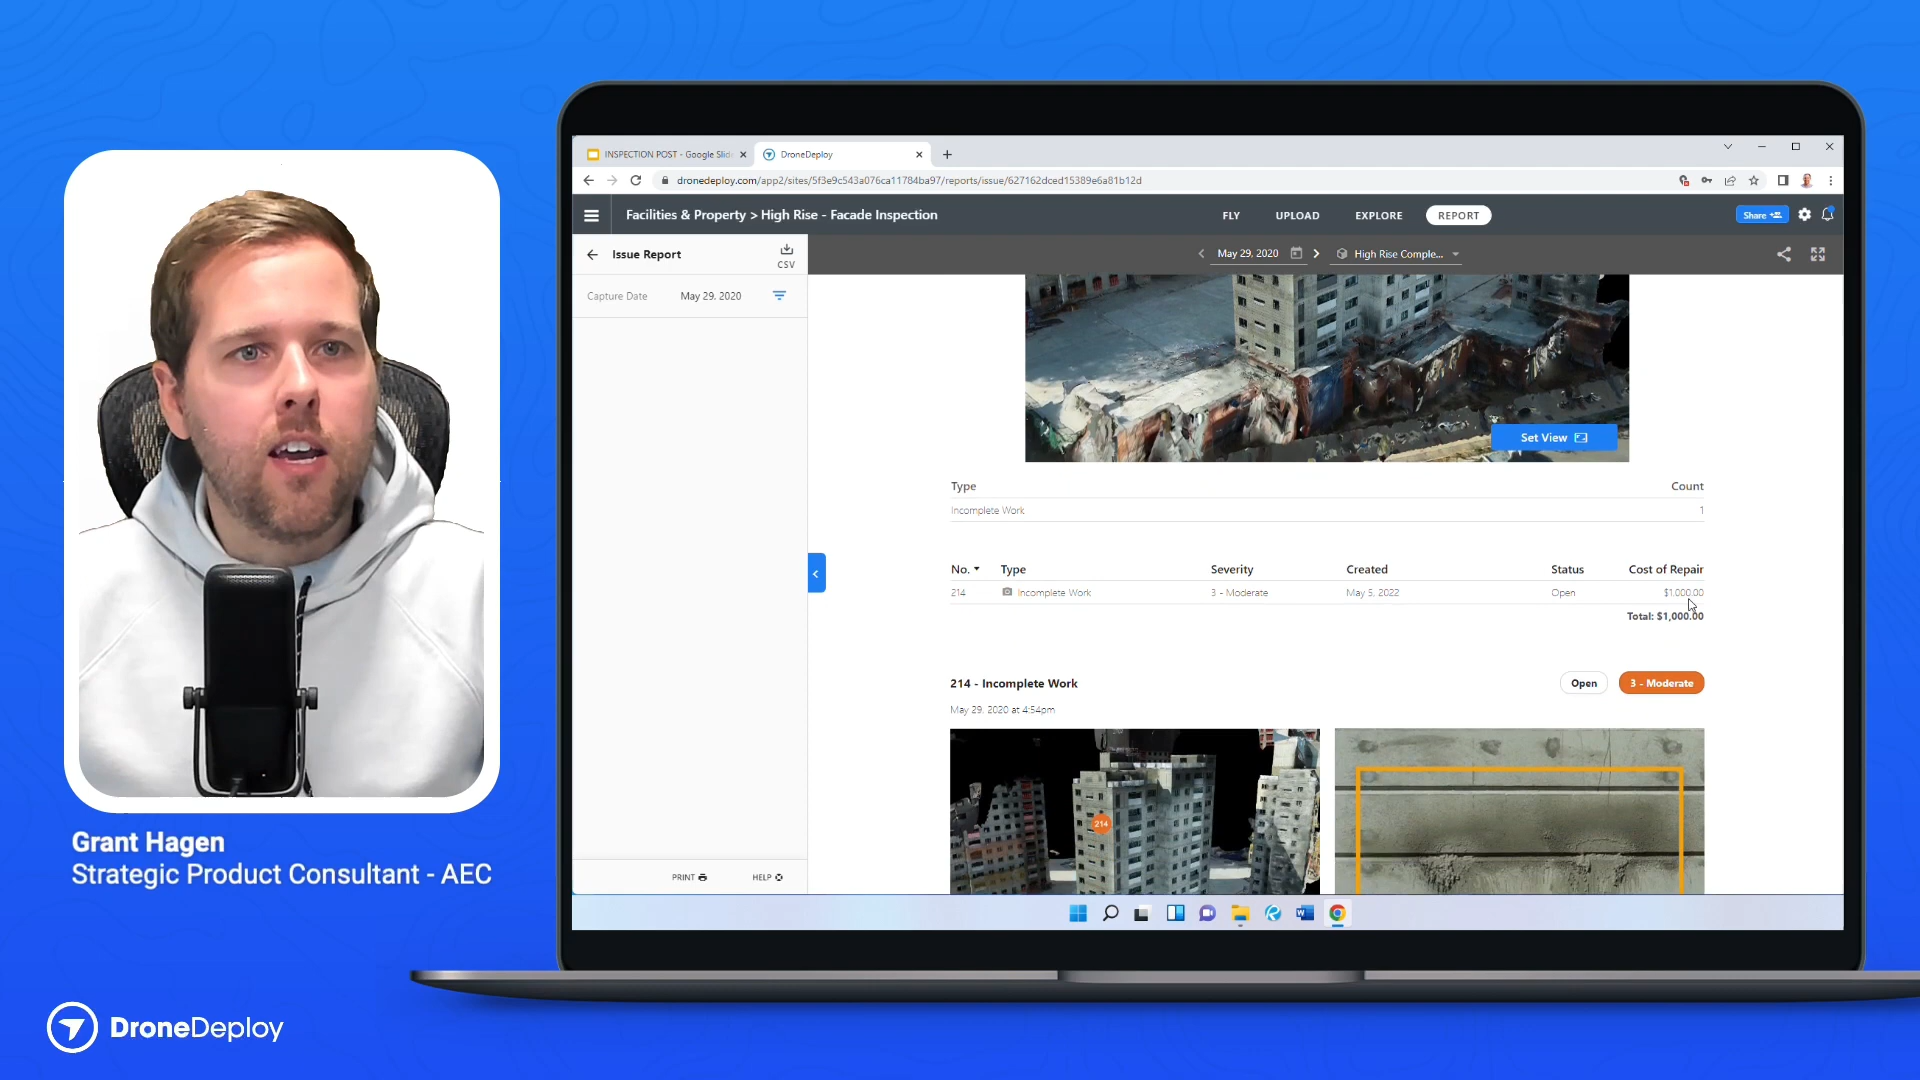 INSPECTION POST - Google Slid
DroneDeploy
dronedeploy.com/app2/sites/5f3e9c543a076ca11784ba97/reports/issue/627162dced15389e6a81b12d
Facilities & Property > High Rise - Facade Inspection
FLY
UPLOAD
EXPLORE
REPORT
Share
Issue Report
CSV
May 29, 2020
High Rise Comple...
Capture Date
May 29, 2020
Set View
Type
Count
Incomplete Work
1
No.
Type
Severity
Created
Status
Cost of Repair
214
Incomplete Work
3 - Moderate
May 5, 2022
Open
$1,000.00
Total: $1,000.00
214 - Incomplete Work
Open
3 - Moderate
May 29, 2020 at 4:54pm
214
PRINT
HELP
Grant Hagen
Strategic Product Consultant - AEC
DroneDeploy